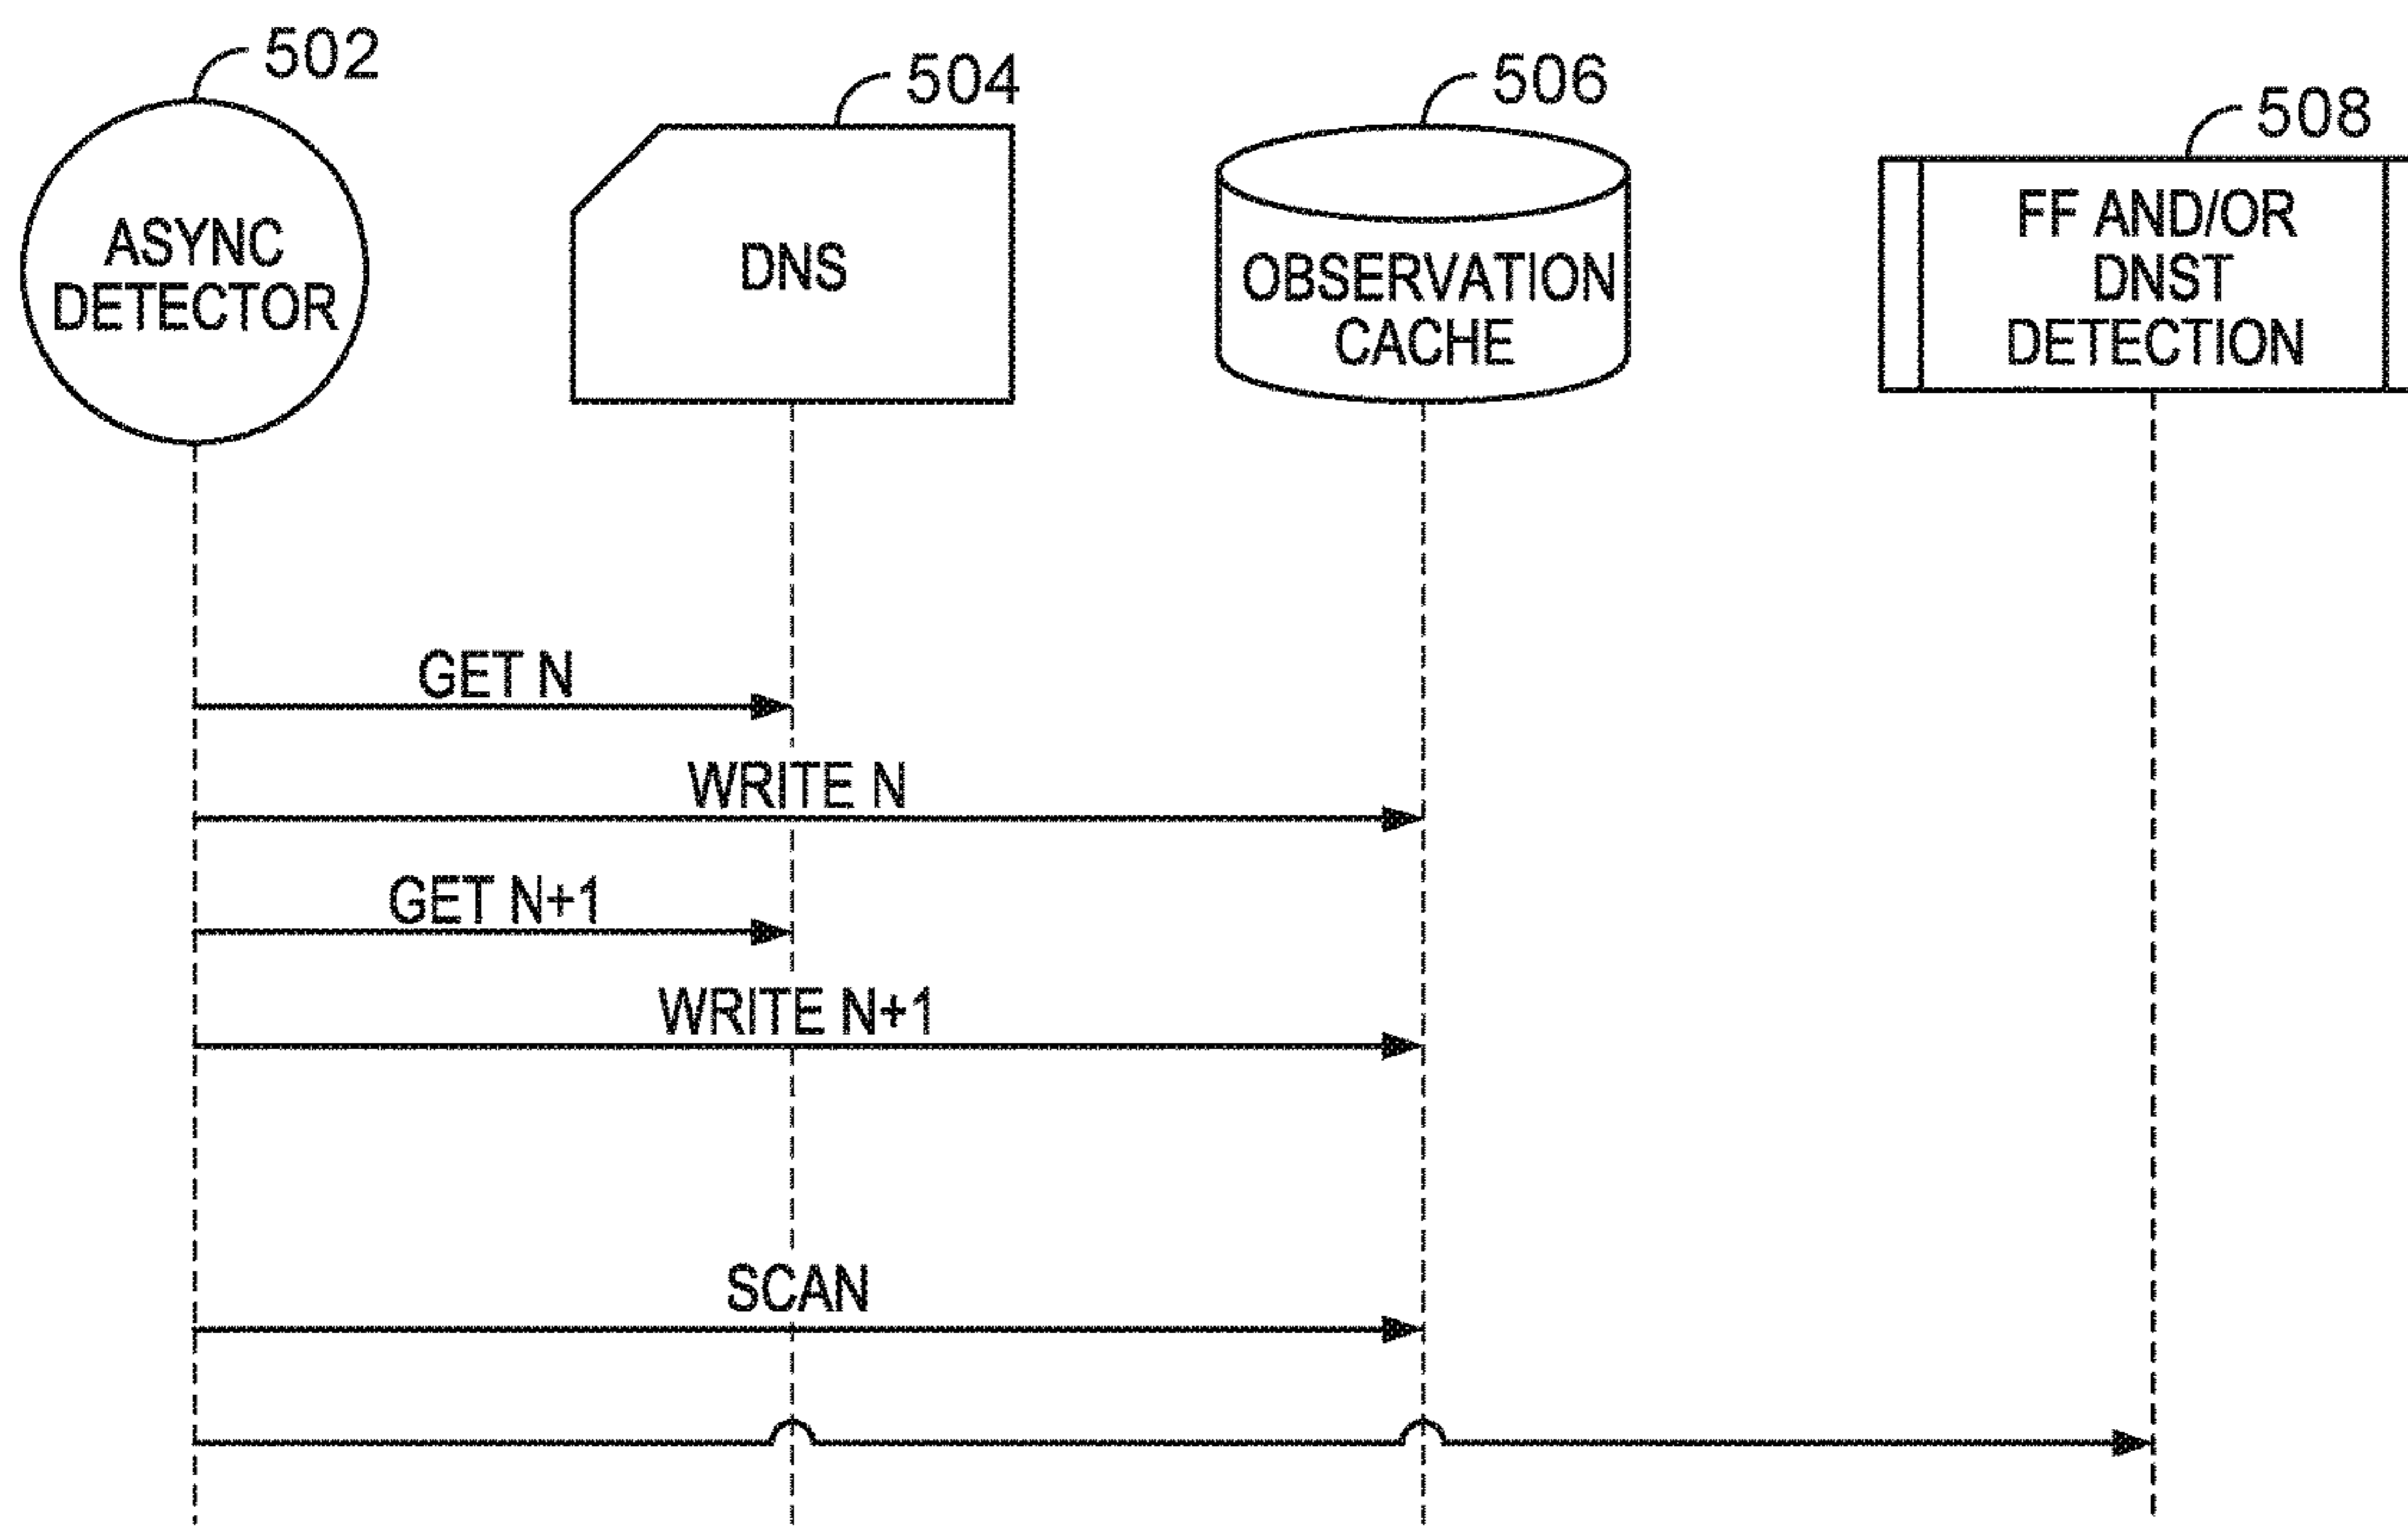 502
504
506
508
ASYNC
DETECTOR
DNS
OBSERVATION
CACHE
FF AND/OR
DNST
DETECTION
GET N
WRITE N
GET N+1
WRITE N+1
SCAN